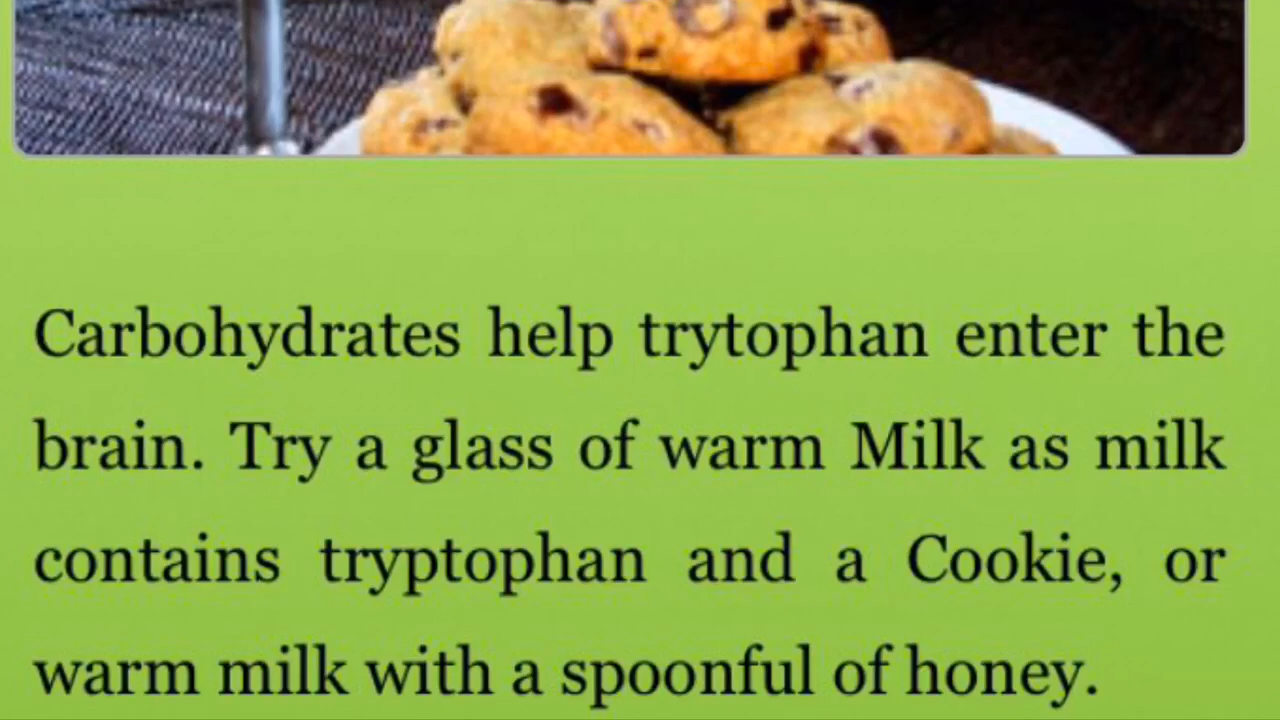 Carbohydrates help trytophan enter the
brain. Try a glass of warm Milk as milk
contains tryptophan and a Cookie, or
warm milk with a spoonful of honey.